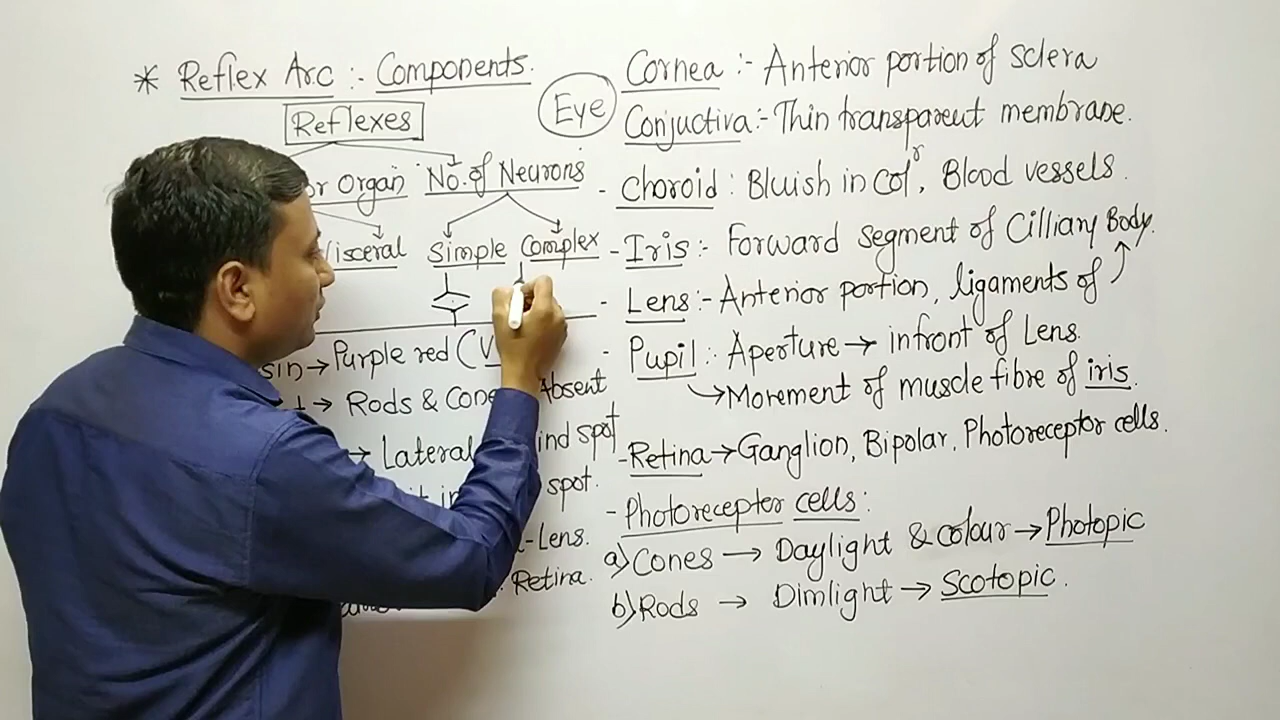 * Reflex Arc :- Components.
Reflexes
Organ No. of Neurons
Visceral Simple Complex
→ Purple red (V
→ Rods & Cone Absent
→ Lateral ind spot
spot.
-Lens.
Retina.
Eye
Cornea :- Anterior portion of sclera
Conjuctiva :- Thin transparent membrane.
- Choroid : Bluish in Colr, Blood vessels.
- Iris :- Forward segment of Cilliary Body.
- Lens :- Anterior portion, ligaments of
- Pupil :. Aperture → infront of Lens.
→ Movement of muscle fibre of iris.
- Retina → Ganglion, Bipolar, Photoreceptor cells.
- Photorecepter cells :
a) Cones → Daylight & colour → Photopic
b) Rods → Dimlight → Scotopic.